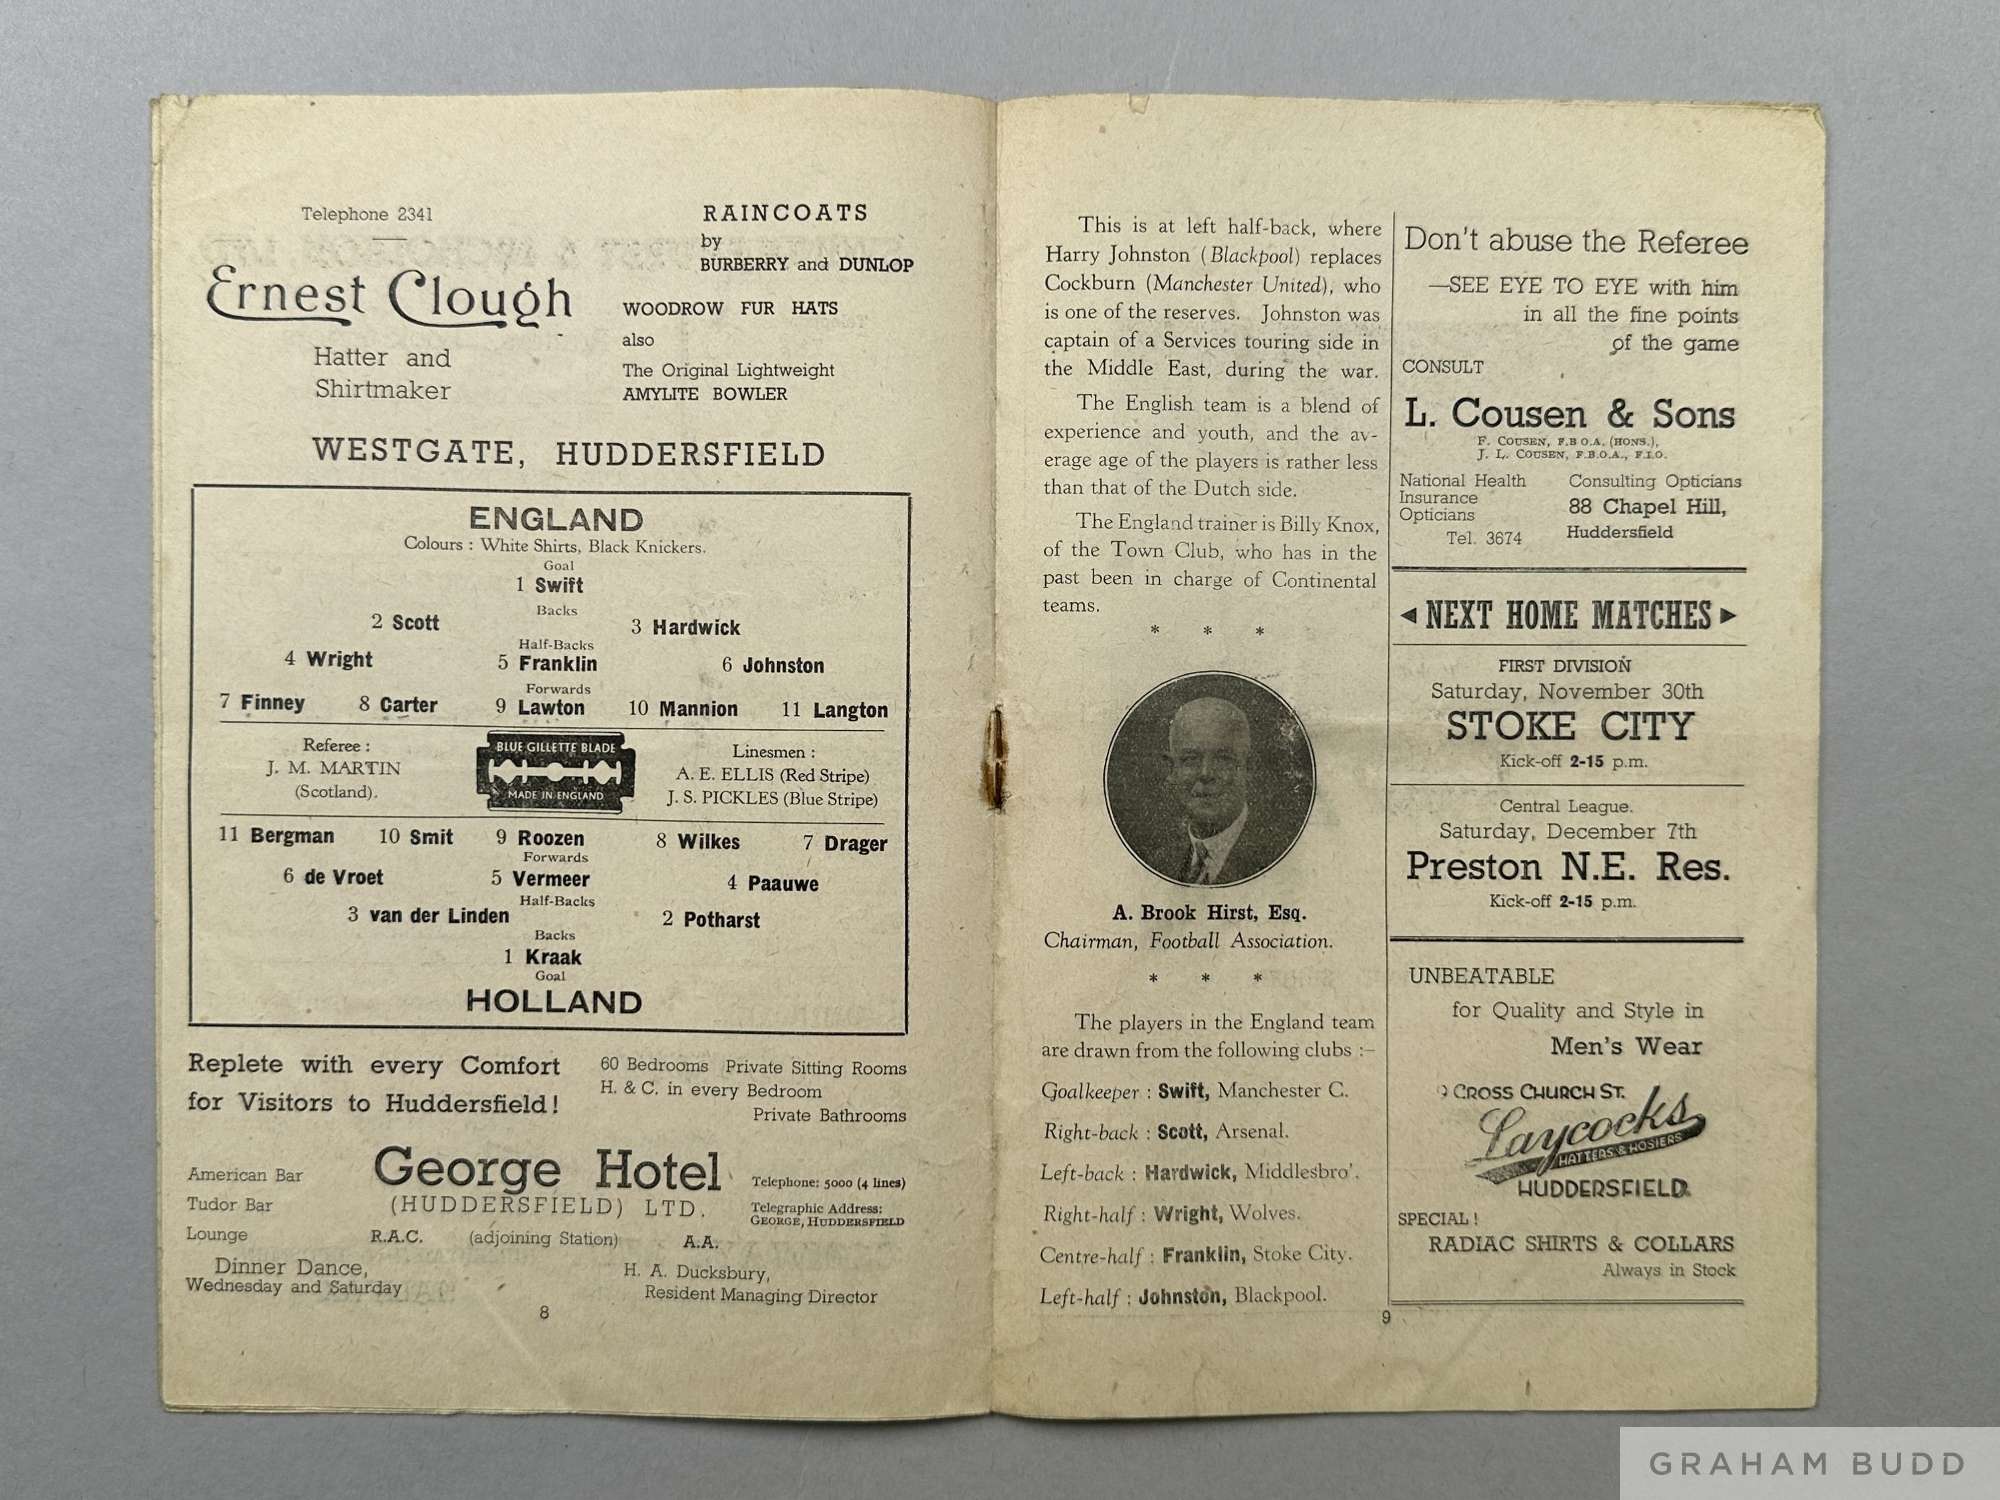 Telephone 2341
Ernest Clough
Hatter and
Shirtmaker
RAINCOATS
by
BURBERRY and DUNLOP
WOODROW FUR HATS
also
The Original Lightweight
AMYLITE BOWLER
WESTGATE, HUDDERSFIELD
ENGLAND
Colours : White Shirts, Black Knickers.
Goal
1 Swift
Backs
2 Scott 3 Hardwick
Half-Backs
4 Wright 5 Franklin 6 Johnston
Forwards
7 Finney 8 Carter 9 Lawton 10 Mannion 11 Langton
Referee :
J. M. MARTIN
(Scotland).
BLUE GILLETTE BLADE
MADE IN ENGLAND
Linesmen :
A. E. ELLIS (Red Stripe)
J. S. PICKLES (Blue Stripe)
11 Bergman 10 Smit 9 Roozen 8 Wilkes 7 Drager
Forwards
6 de Vroet 5 Vermeer 4 Paauwe
Half-Backs
3 van der Linden 2 Potharst
Backs
1 Kraak
Goal
HOLLAND
Replete with every Comfort
for Visitors to Huddersfield !
60 Bedrooms Private Sitting Rooms
H. & C. in every Bedroom
Private Bathrooms
American Bar
Tudor Bar
Lounge
George Hotel
(HUDDERSFIELD) LTD.
R.A.C. (adjoining Station) A.A.
Telephone: 5000 (4 lines)
Telegraphic Address:
GEORGE, HUDDERSFIELD
Dinner Dance,
Wednesday and Saturday
H. A. Ducksbury,
Resident Managing Director
8
This is at left half-back, where
Harry Johnston (Blackpool) replaces
Cockburn (Manchester United), who
is one of the reserves. Johnston was
captain of a Services touring side in
the Middle East, during the war.
The English team is a blend of
experience and youth, and the av-
erage age of the players is rather less
than that of the Dutch side.
The England trainer is Billy Knox,
of the Town Club, who has in the
past been in charge of Continental
teams.
* * *
A. Brook Hirst, Esq.
Chairman, Football Association.
* * *
The players in the England team
are drawn from the following clubs :–
Goalkeeper : Swift, Manchester C.
Right-back : Scott, Arsenal.
Left-back : Hardwick, Middlesbro'.
Right-half : Wright, Wolves.
Centre-half : Franklin, Stoke City.
Left-half : Johnston, Blackpool.
9
Don't abuse the Referee
—SEE EYE TO EYE with him
in all the fine points
of the game
CONSULT
L. Cousen & Sons
F. COUSEN, F.B.O.A. (HONS.),
J. L. COUSEN, F.B.O.A., F.I.O.
National Health
Insurance
Opticians
Tel. 3674
Consulting Opticians
88 Chapel Hill,
Huddersfield
◄ NEXT HOME MATCHES ►
FIRST DIVISION
Saturday, November 30th
STOKE CITY
Kick-off 2-15 p.m.
Central League.
Saturday, December 7th
Preston N.E. Res.
Kick-off 2-15 p.m.
UNBEATABLE
for Quality and Style in
Men's Wear
9 CROSS CHURCH ST.
Laycocks
HATTERS & HOSIERS
HUDDERSFIELD
SPECIAL !
RADIAC SHIRTS & COLLARS
Always in Stock
GRAHAM BUDD